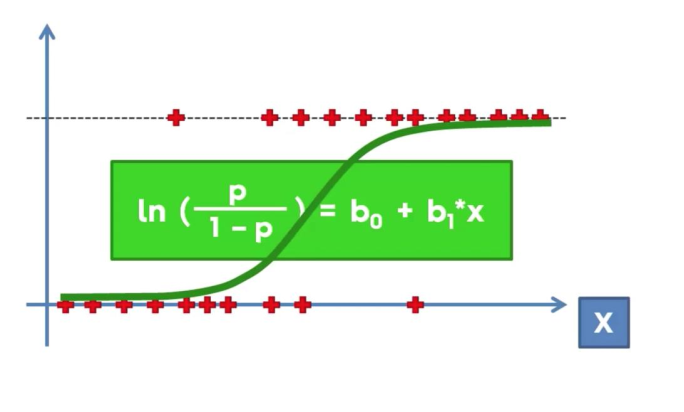 ln ( p / 1 - p ) = b₀ + b₁*x
X